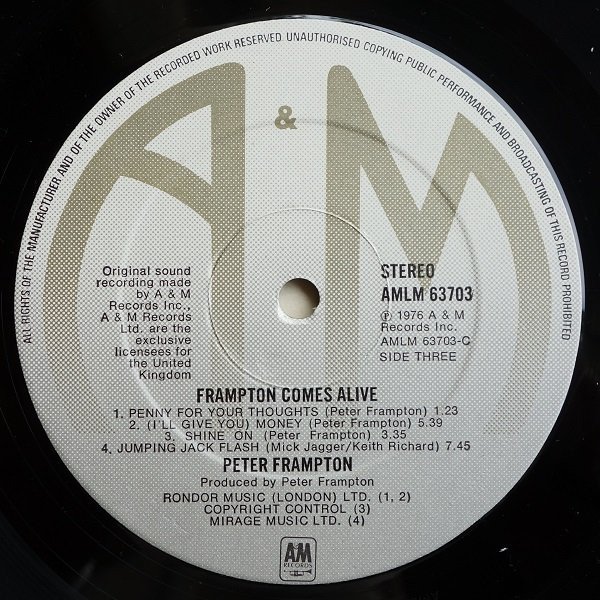 ALL RIGHTS OF THE MANUFACTURER AND OF THE OWNER OF THE RECORDED WORK RESERVED. UNAUTHORISED COPYING PUBLIC PERFORMANCE AND BROADCASTING OF THIS RECORD PROHIBITED
A & M
Original sound
recording made
by A & M
Records Inc.,
A & M Records
Ltd. are the
exclusive
licensees for
the United
Kingdom
STEREO
AMLM 63703
℗ 1976 A & M
Records Inc.
AMLM 63703-C
SIDE THREE
FRAMPTON COMES ALIVE
1. PENNY FOR YOUR THOUGHTS (Peter Frampton) 1.23
2. (I'LL GIVE YOU) MONEY (Peter Frampton) 5.39
3. SHINE ON (Peter Frampton) 3.35
4. JUMPING JACK FLASH (Mick Jagger/Keith Richard) 7.45
PETER FRAMPTON
Produced by Peter Frampton
RONDOR MUSIC (LONDON) LTD. (1, 2)
COPYRIGHT CONTROL (3)
MIRAGE MUSIC LTD. (4)
AM
RECORDS